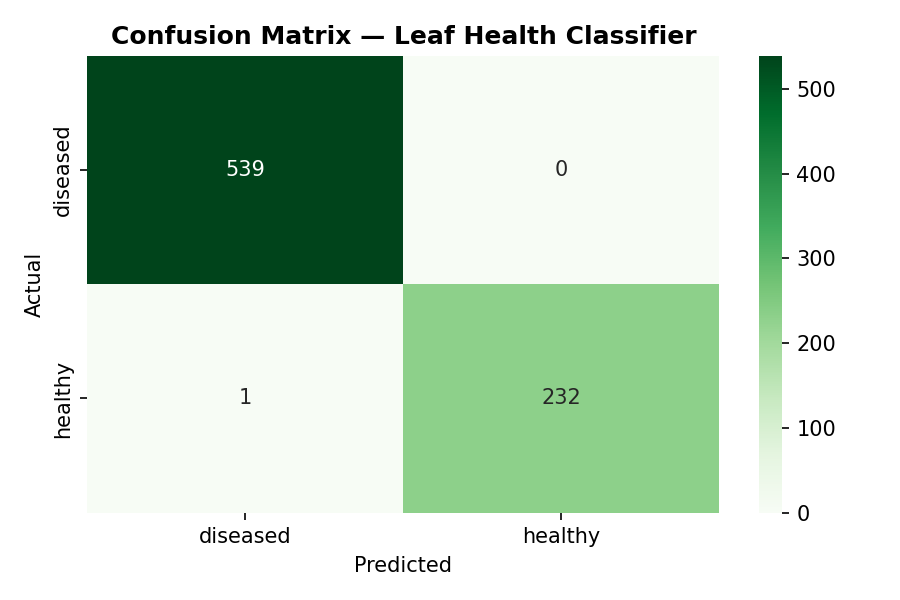 Confusion Matrix — Leaf Health Classifier
Actual
diseased
539
0
healthy
1
232
diseased
healthy
Predicted
500
400
300
200
100
0